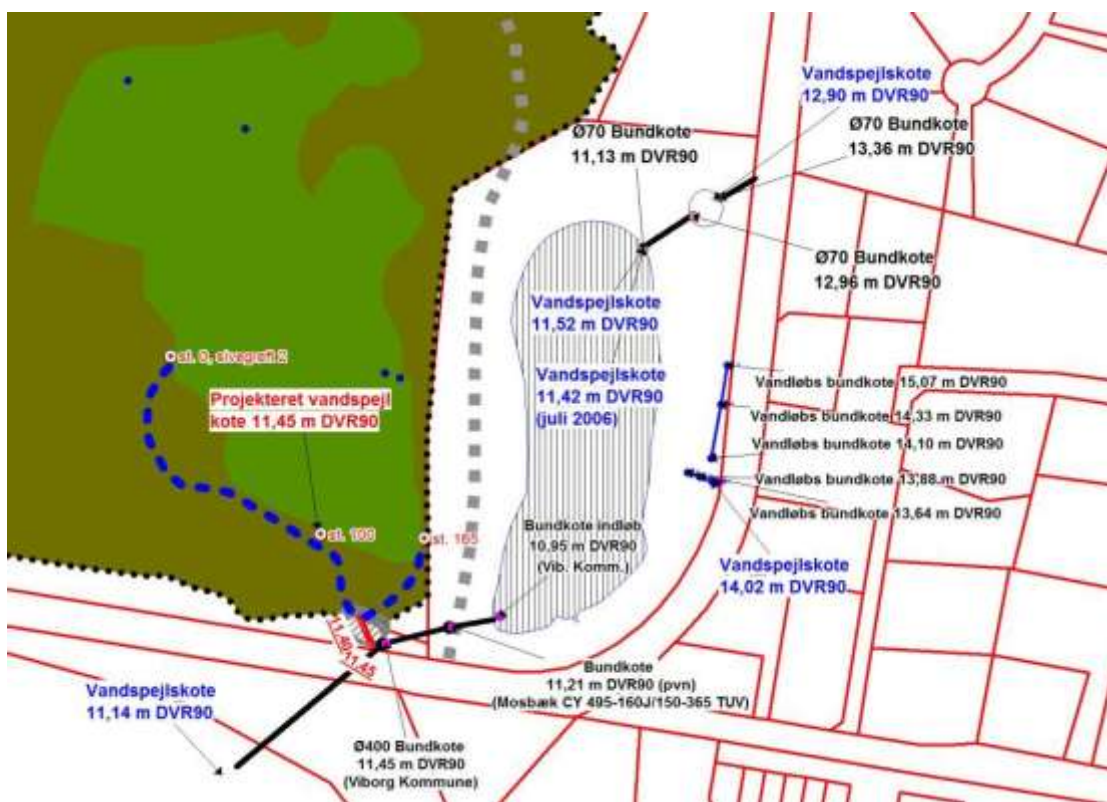 Vandspejlskote
12,90 m DVR90
Ø70 Bundkote
13,36 m DVR90
Ø70 Bundkote
11,13 m DVR90
Ø70 Bundkote
12,96 m DVR90
Vandspejlskote
11,52 m DVR90
st. 0, sivegrøft 2
Vandspejlskote
11,42 m DVR90
(juli 2006)
Projekteret vandspejl
kote 11,45 m DVR90
Vandløbs bundkote 15,07 m DVR90
Vandløbs bundkote 14,33 m DVR90
Vandløbs bundkote 14,10 m DVR90
Vandløbs bundkote 13,88 m DVR90
Vandløbs bundkote 13,64 m DVR90
st. 100
st. 165
Bundkote indløb
10,95 m DVR90
(Vib. Komm.)
Vandspejlskote
14,02 m DVR90
11,40
11,45
Bundkote
11,21 m DVR90 (pvn)
(Mosbæk CY 495-160J/150-365 TUV)
Vandspejlskote
11,14 m DVR90
Ø400 Bundkote
11,45 m DVR90
(Viborg Kommune)